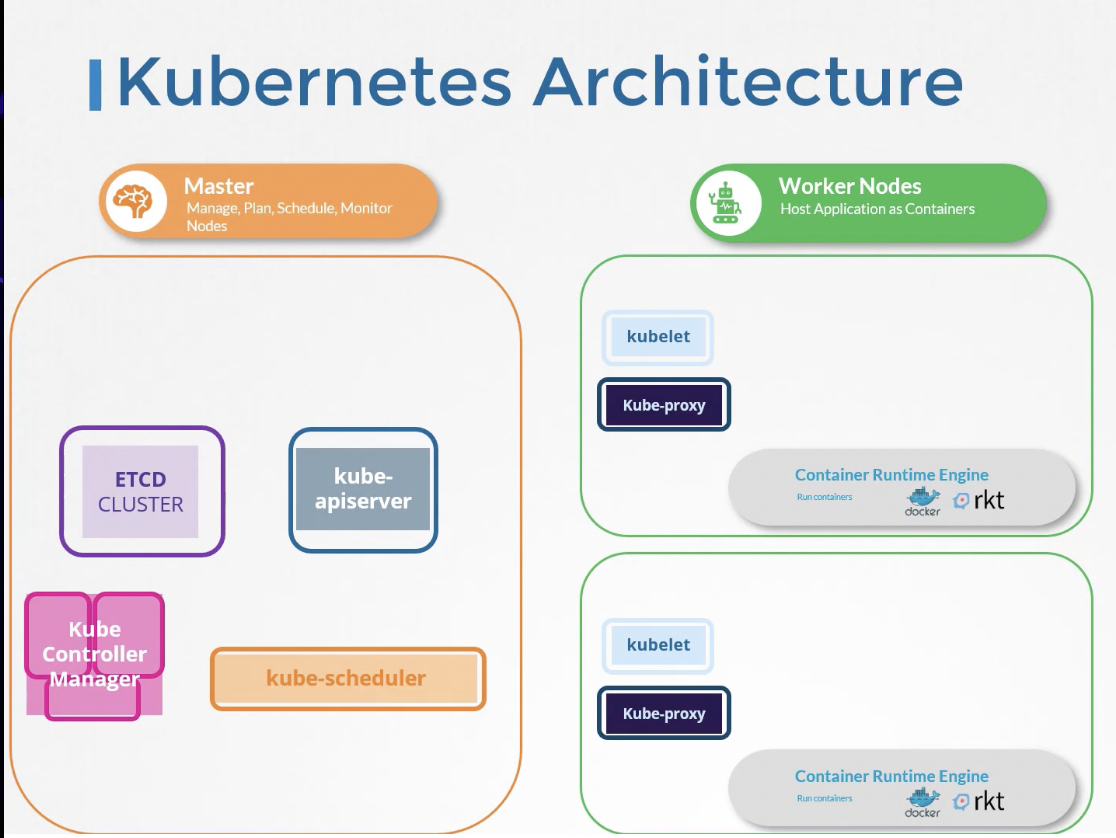 Kubernetes Architecture
Master
Manage, Plan, Schedule, Monitor
Nodes
ETCD
CLUSTER
kube-
apiserver
Kube
Controller
Manager
kube-scheduler
Worker Nodes
Host Application as Containers
kubelet
Kube-proxy
Container Runtime Engine
Run containers
docker
rkt
kubelet
Kube-proxy
Container Runtime Engine
Run containers
docker
rkt